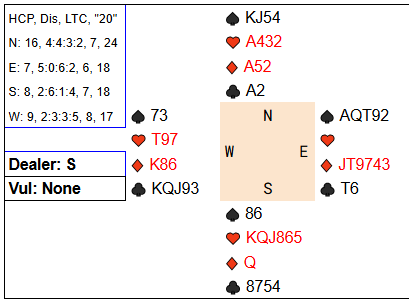 HCP, Dis, LTC, "20"
N: 16, 4:4:3:2, 7, 24
E: 7, 5:0:6:2, 6, 18
S: 8, 2:6:1:4, 7, 18
W: 9, 2:3:3:5, 8, 17
Dealer: S
Vul: None
♠ KJ54
♥ A432
♦ A52
♣ A2
♠ 73
♥ T97
♦ K86
♣ KQJ93
N
W E
S
♠ AQT92
♥
♦ JT9743
♣ T6
♠ 86
♥ KQJ865
♦ Q
♣ 8754